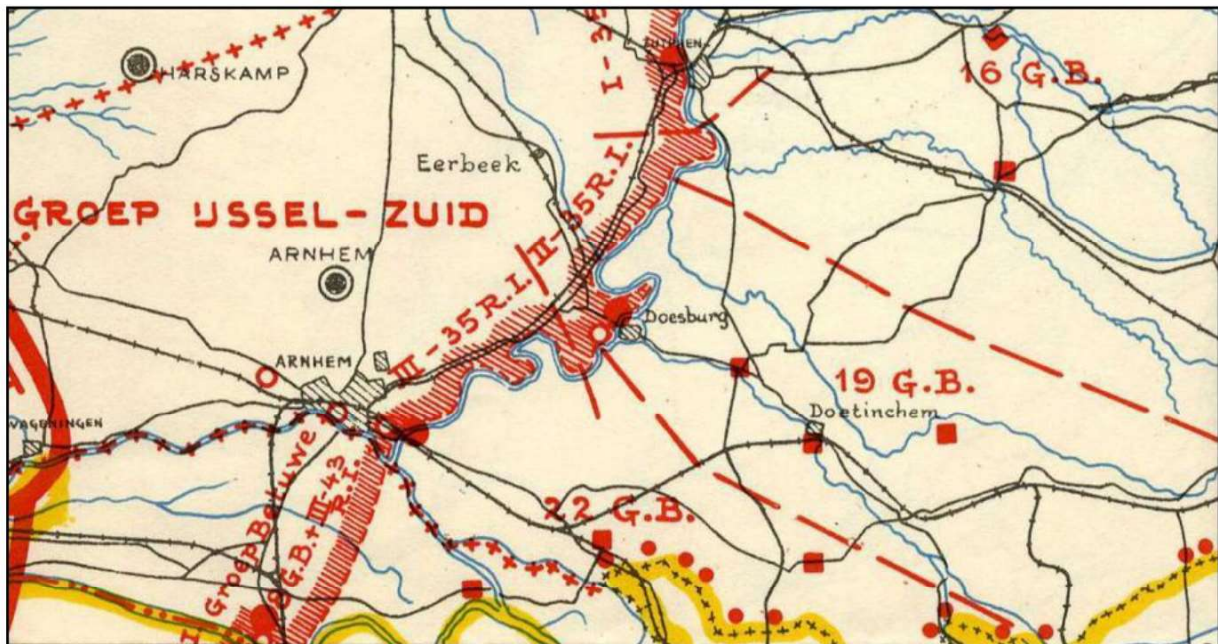 ZUTPHEN
I-35
HARSKAMP
16 G.B.
Eerbeek
GROEP IJSSEL-ZUID
II-35 R.I.
ARNHEM
III-35 R.I.
Doesburg
ARNHEM
19 G.B.
Doetinchem
WAGENINGEN
22 G.B.
Groep Betuwe
G.B.+III-43
R.I.